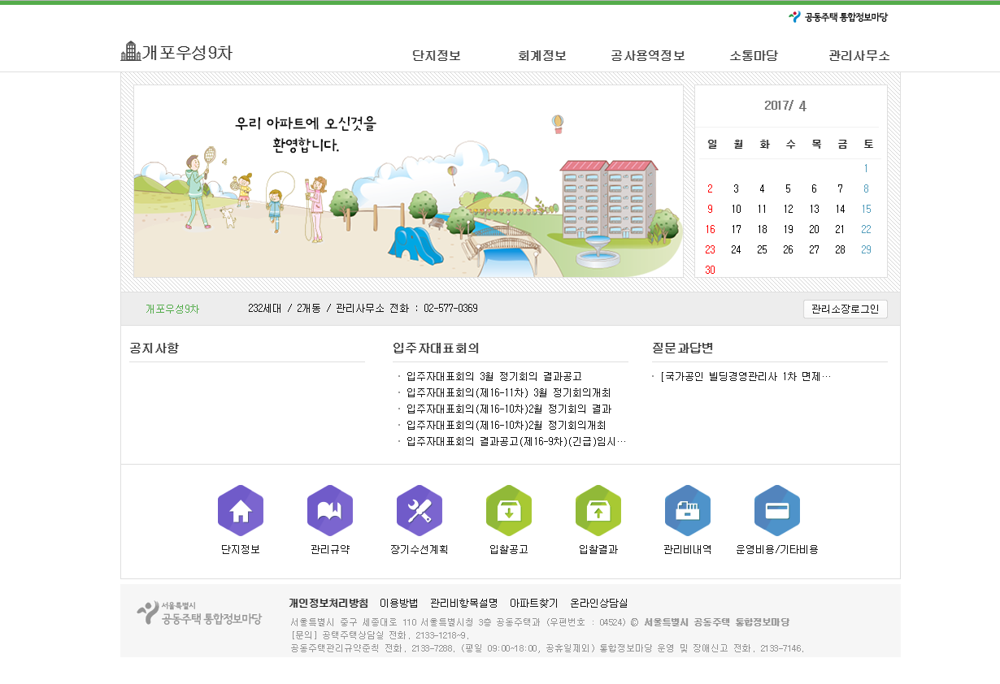 공동주택 통합정보마당
개포우성9차
단지정보 회계정보 공사용역정보 소통마당 관리사무소
우리 아파트에 오신것을
환영합니다.
2017/ 4
일 월 화 수 목 금 토
1
2 3 4 5 6 7 8
9 10 11 12 13 14 15
16 17 18 19 20 21 22
23 24 25 26 27 28 29
30
개포우성9차 232세대 / 2개동 / 관리사무소 전화 : 02-577-0369 관리소장로그인
공지사항
입주자대표회의
· 입주자대표회의 3월 정기회의 결과공고
· 입주자대표회의(제16-11차) 3월 정기회의개최
· 입주자대표회의(제16-10차)2월 정기회의 결과
· 입주자대표회의(제16-10차)2월 정기회의개최
· 입주자대표회의 결과공고(제16-9차)(긴급)임시…
질문과답변
· [국가공인 빌딩경영관리사 1차 면제…
단지정보 관리규약 장기수선계획 입찰공고 입찰결과 관리비내역 운영비용/기타비용
서울특별시
공동주택 통합정보마당
개인정보처리방침 이용방법 관리비항목설명 아파트찾기 온라인상담실
서울특별시 중구 세종대로 110 서울특별시청 3층 공동주택과 (우편번호 : 04524) © 서울특별시 공동주택 통합정보마당
[문의] 공택주택상담실 전화. 2133-1218~9.
공동주택관리규약준칙 전화. 2133-7288. (평일 09:00~18:00, 공휴일제외) 통합정보마당 운영 및 장애신고 전화. 2133-7146.